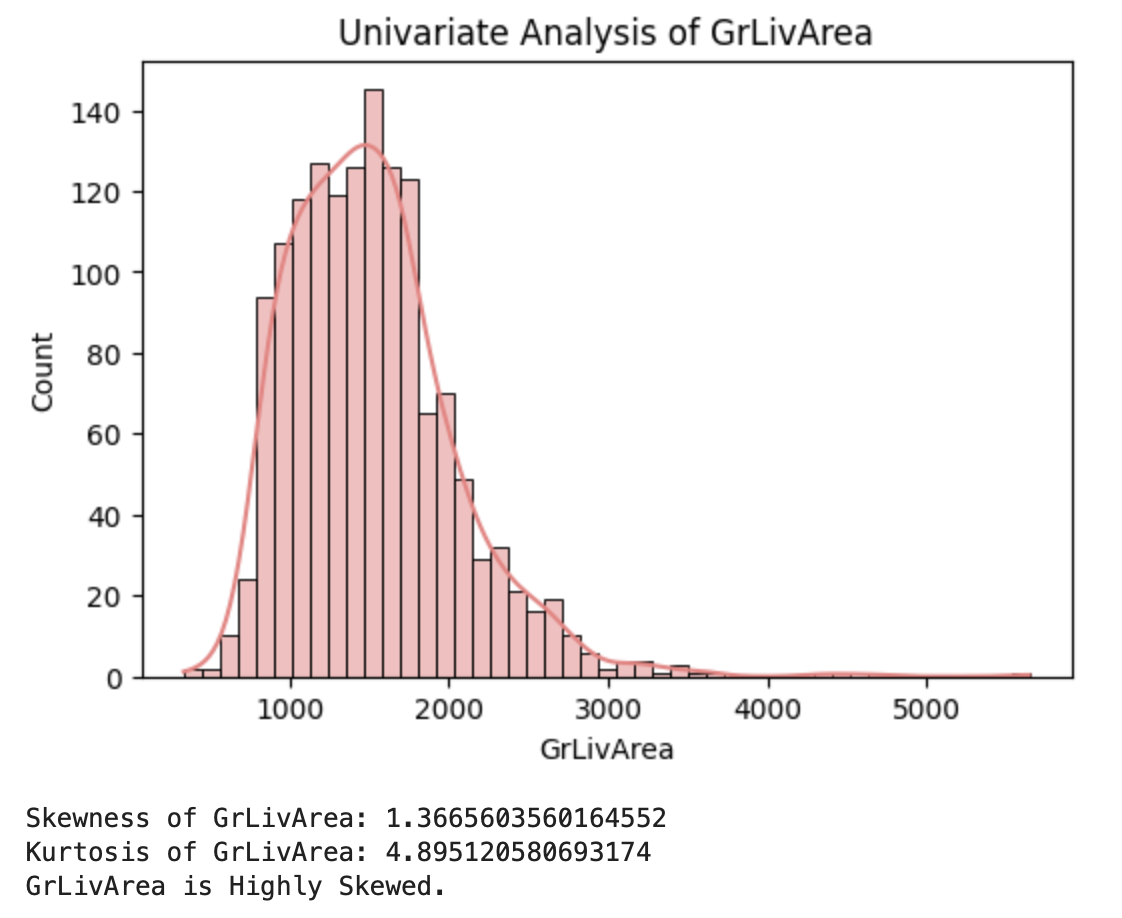 Univariate Analysis of GrLivArea
140
120
100
80
60
40
20
0
Count
1000 2000 3000 4000 5000
GrLivArea
Skewness of GrLivArea: 1.3665603560164552
Kurtosis of GrLivArea: 4.895120580693174
GrLivArea is Highly Skewed.